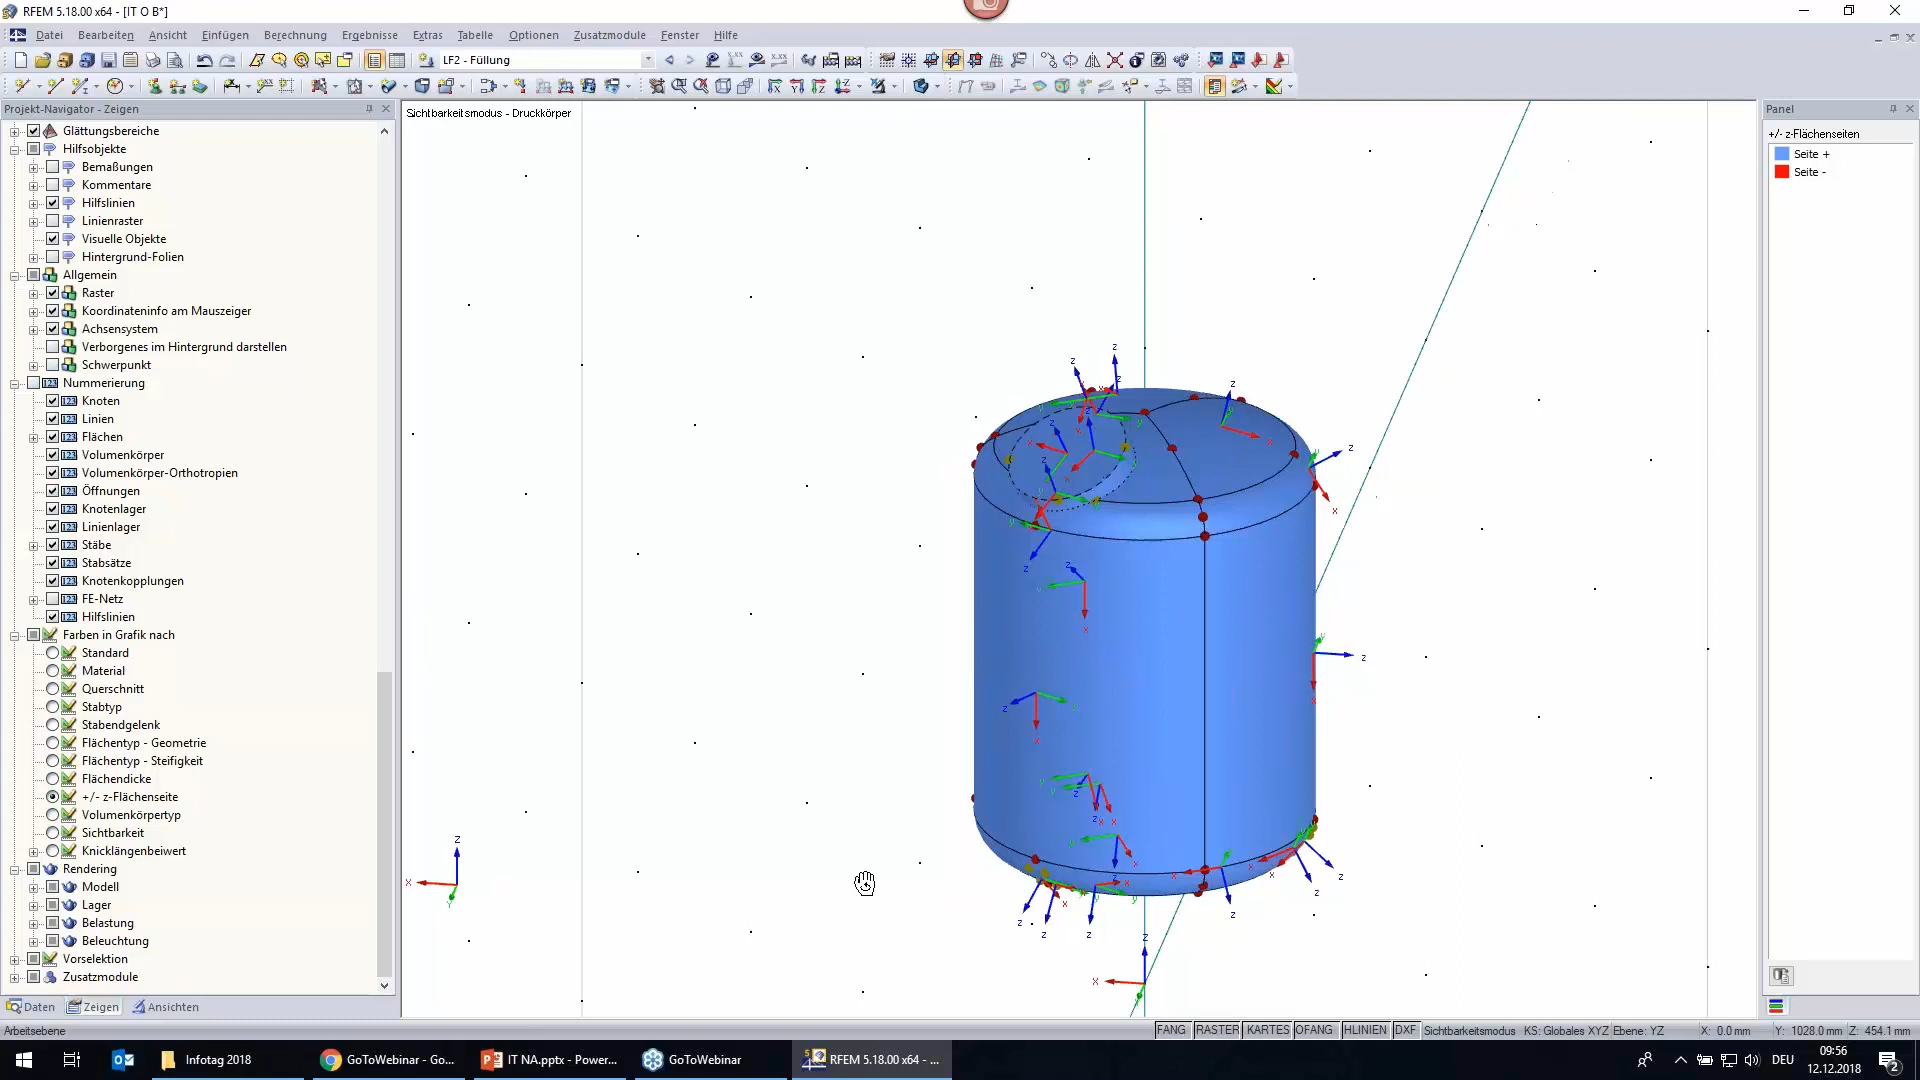 RFEM 5.18.00 x64 - [IT O B*]
Datei Bearbeiten Ansicht Einfügen Berechnung Ergebnisse Extras Tabelle Optionen Zusatzmodule Fenster Hilfe
LF2 - Füllung
Projekt-Navigator - Zeigen
Glättungsbereiche
Hilfsobjekte
Bemaßungen
Kommentare
Hilfslinien
Linienraster
Visuelle Objekte
Hintergrund-Folien
Allgemein
Raster
Koordinateninfo am Mauszeiger
Achsensystem
Verborgenes im Hintergrund darstellen
Schwerpunkt
Nummerierung
Knoten
Linien
Flächen
Volumenkörper
Volumenkörper-Orthotropien
Öffnungen
Knotenlager
Linienlager
Stäbe
Stabsätze
Knotenkopplungen
FE-Netz
Hilfslinien
Farben in Grafik nach
Standard
Material
Querschnitt
Stabtyp
Stabendgelenk
Flächentyp - Geometrie
Flächentyp - Steifigkeit
Flächendicke
+/- z-Flächenseite
Volumenkörpertyp
Sichtbarkeit
Knicklängenbeiwert
Rendering
Modell
Lager
Belastung
Beleuchtung
Vorselektion
Zusatzmodule
Daten Zeigen Ansichten
Sichtbarkeitsmodus - Druckkörper
Panel
+/- z-Flächenseiten
Seite +
Seite -
Arbeitsebene
FANG RASTER KARTES OFANG HLINIEN DXF Sichtbarkeitsmodus KS: Globales XYZ Ebene: YZ X: 0.0 mm Y: 1028.0 mm Z: 454.1 mm
Infotag 2018 GoToWebinar - Go... IT NA.pptx - Power... GoToWebinar RFEM 5.18.00 x64 - ... DEU
09:56
12.12.2018
2